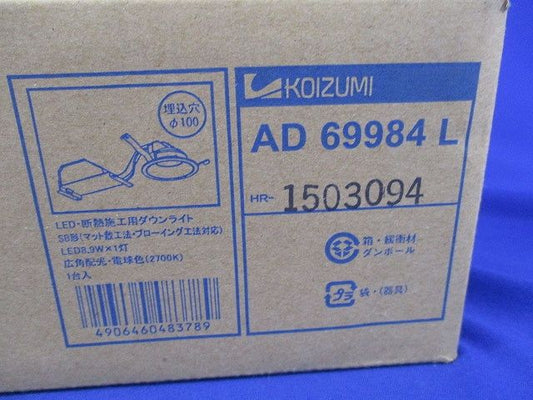 埋込穴
φ100
LED・断熱施工用ダウンライト
SB形(マット敷工法・ブローイング工法対応)
LED8.9W×1灯
広角配光・電球色(2700K)
1台入
4906460483789
KOIZUMI
AD 69984 L
HR-1503094
箱・緩衝材
ダンボール
プラ
袋・(器具)